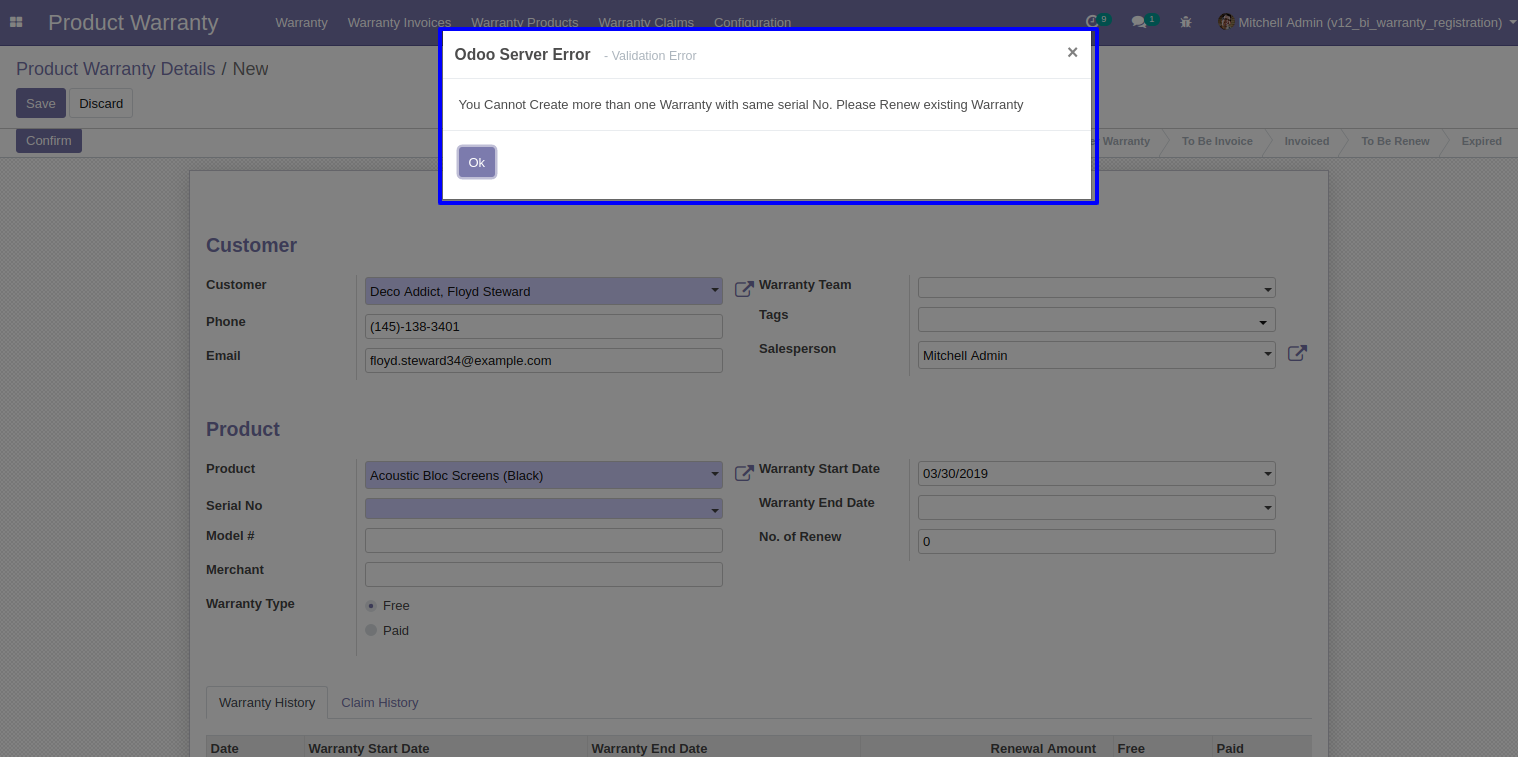 Product Warranty Warranty Warranty Invoices Warranty Products Warranty Claims Configuration 9 1 Mitchell Admin (v12_bi_warranty_registration)
Odoo Server Error - Validation Error ×
Product Warranty Details / New
Save Discard
You Cannot Create more than one Warranty with same serial No. Please Renew existing Warranty
Confirm Warranty To Be Invoice Invoiced To Be Renew Expired
Ok
Customer
Customer Deco Addict, Floyd Steward Warranty Team
Phone (145)-138-3401 Tags
Email floyd.steward34@example.com Salesperson Mitchell Admin
Product
Product Acoustic Bloc Screens (Black) Warranty Start Date 03/30/2019
Serial No Warranty End Date
Model # No. of Renew 0
Merchant
Warranty Type Free
Paid
Warranty History Claim History
Date Warranty Start Date Warranty End Date Renewal Amount Free Paid